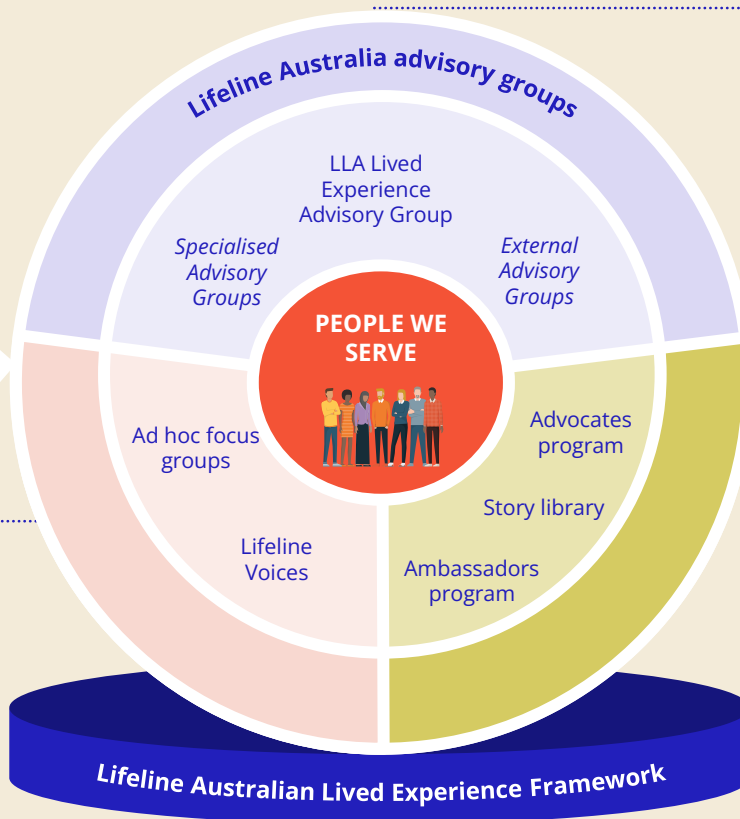 Lifeline Australia advisory groups
LLA Lived
Experience
Advisory Group
Specialised
Advisory
Groups
External
Advisory
Groups
PEOPLE WE
SERVE
Ad hoc focus
groups
Lifeline
Voices
Advocates
program
Story library
Ambassadors
program
Lifeline Australian Lived Experience Framework